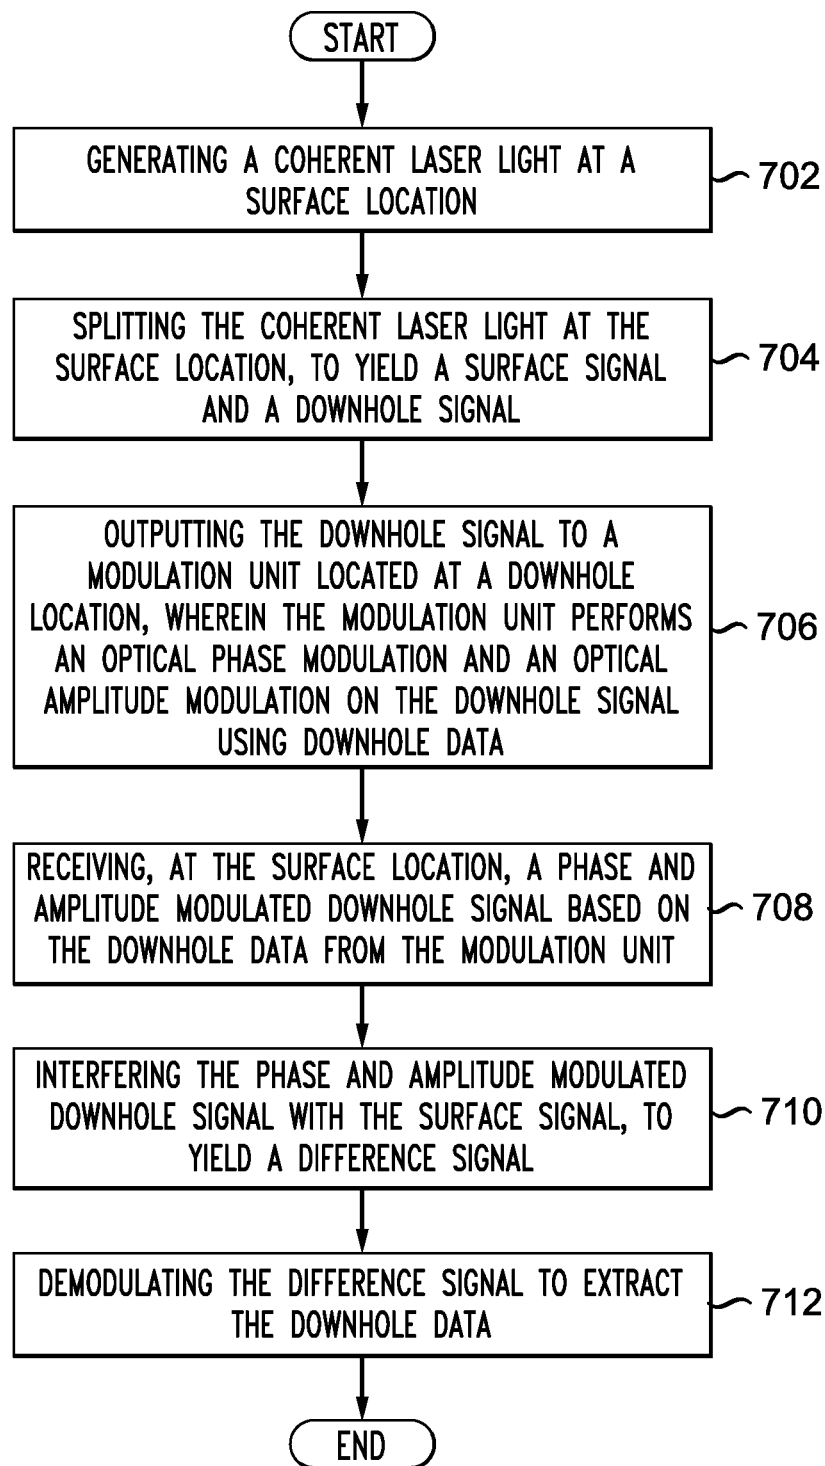 START
GENERATING A COHERENT LASER LIGHT AT A
SURFACE LOCATION
702
SPLITTING THE COHERENT LASER LIGHT AT THE
SURFACE LOCATION, TO YIELD A SURFACE SIGNAL
AND A DOWNHOLE SIGNAL
704
OUTPUTTING THE DOWNHOLE SIGNAL TO A
MODULATION UNIT LOCATED AT A DOWNHOLE
LOCATION, WHEREIN THE MODULATION UNIT PERFORMS
AN OPTICAL PHASE MODULATION AND AN OPTICAL
AMPLITUDE MODULATION ON THE DOWNHOLE SIGNAL
USING DOWNHOLE DATA
706
RECEIVING, AT THE SURFACE LOCATION, A PHASE AND
AMPLITUDE MODULATED DOWNHOLE SIGNAL BASED ON
THE DOWNHOLE DATA FROM THE MODULATION UNIT
708
INTERFERING THE PHASE AND AMPLITUDE MODULATED
DOWNHOLE SIGNAL WITH THE SURFACE SIGNAL, TO
YIELD A DIFFERENCE SIGNAL
710
DEMODULATING THE DIFFERENCE SIGNAL TO EXTRACT
THE DOWNHOLE DATA
712
END